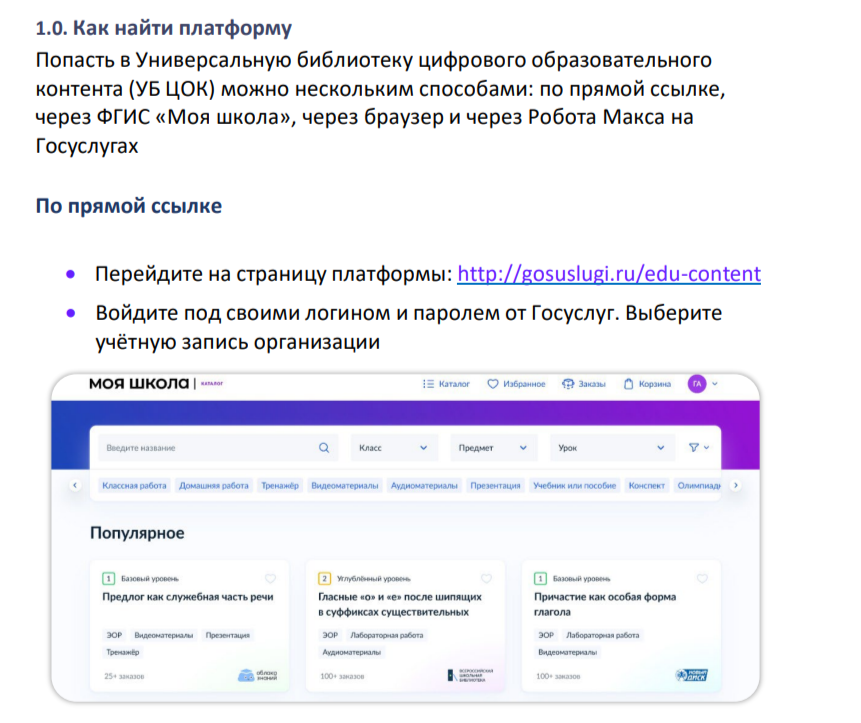 1.0. Как найти платформу
Попасть в Универсальную библиотеку цифрового образовательного
контента (УБ ЦОК) можно несколькими способами: по прямой ссылке,
через ФГИС «Моя школа», через браузер и через Робота Макса на
Госуслугах
По прямой ссылке
Перейдите на страницу платформы: http://gosuslugi.ru/edu-content
Войдите под своими логином и паролем от Госуслуг. Выберите
учётную запись организации
МОЯ ШКОЛА | КАТАЛОГ Каталог Избранное Заказы Корзина ГА
Введите название Класс Предмет Урок
Классная работа Домашняя работа Тренажёр Видеоматериалы Аудиоматериалы Презентация Учебник или пособие Конспект Олимпиадн
Популярное
1 Базовый уровень
Предлог как служебная часть речи
ЭОР Видеоматериалы Презентация
Тренажёр
25+ заказов
облако
знаний
2 Углублённый уровень
Гласные «о» и «е» после шипящих
в суффиксах существительных
ЭОР Лабораторная работа
Аудиоматериалы
100+ заказов
ВСЕРОССИЙСКАЯ
ШКОЛЬНАЯ
БИБЛИОТЕКА
1 Базовый уровень
Причастие как особая форма
глагола
ЭОР Лабораторная работа
Видеоматериалы
100+ заказов
НОВЫЙ
ДИСК